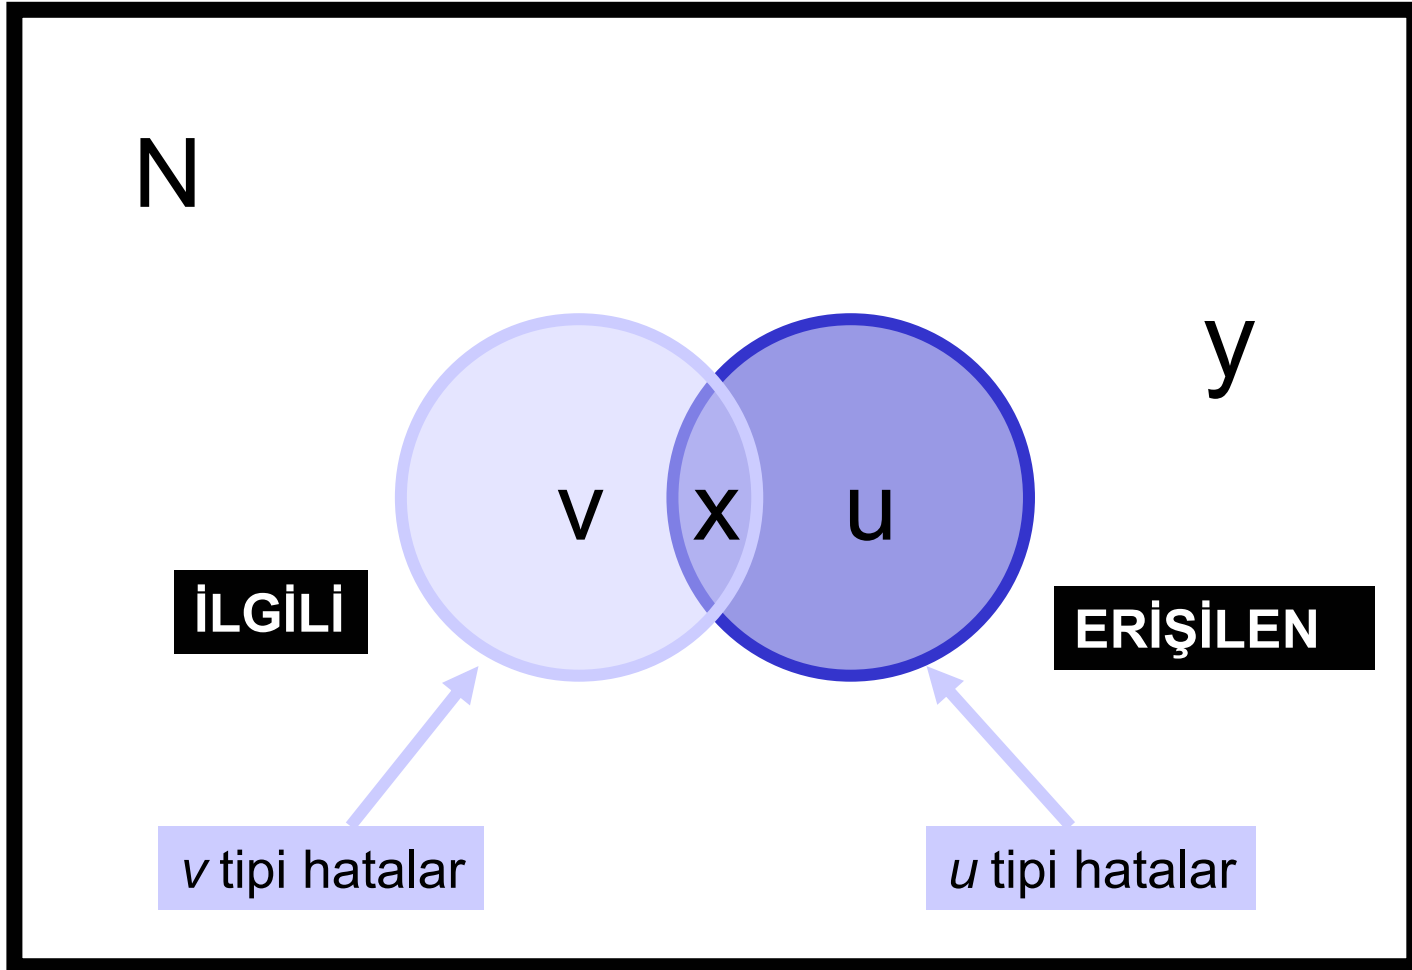 N
y
v x u
İLGİLİ
ERİŞİLEN
v tipi hatalar
u tipi hatalar